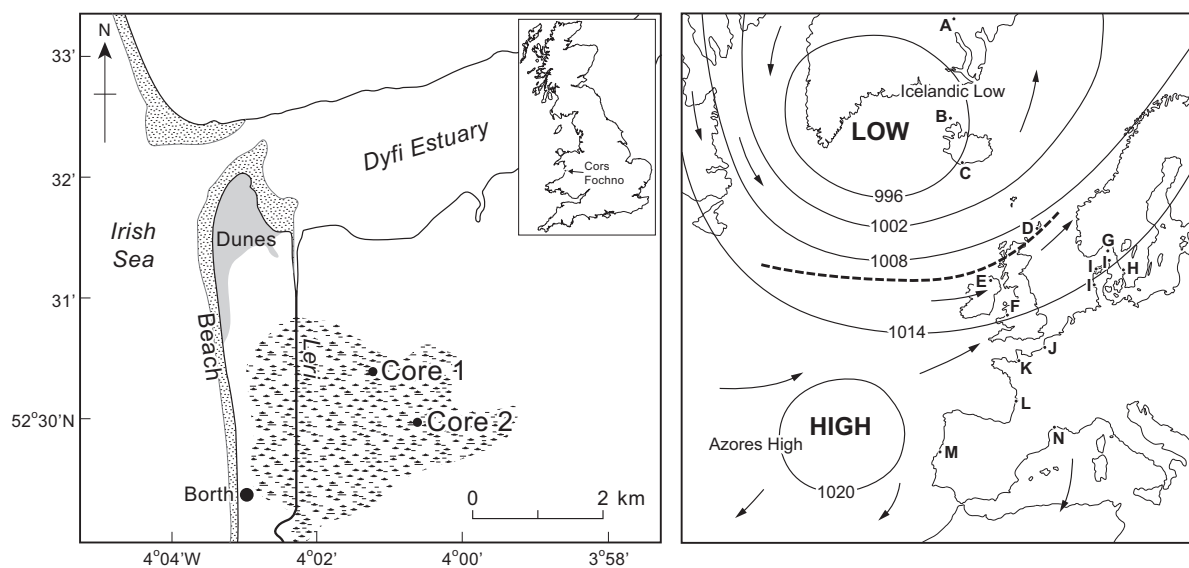 33'
N
32'
31'
52°30'N
4°04'W
4°02'
4°00'
3°58'
Irish
Sea
Dyfi Estuary
Dunes
Beach
Leri
Core 1
Core 2
Borth
0
2 km
Cors
Fochno
A
Icelandic Low
B
LOW
C
996
1002
1008
D
G
I
I
H
I
E
F
1014
J
K
L
HIGH
Azores High
M
N
1020